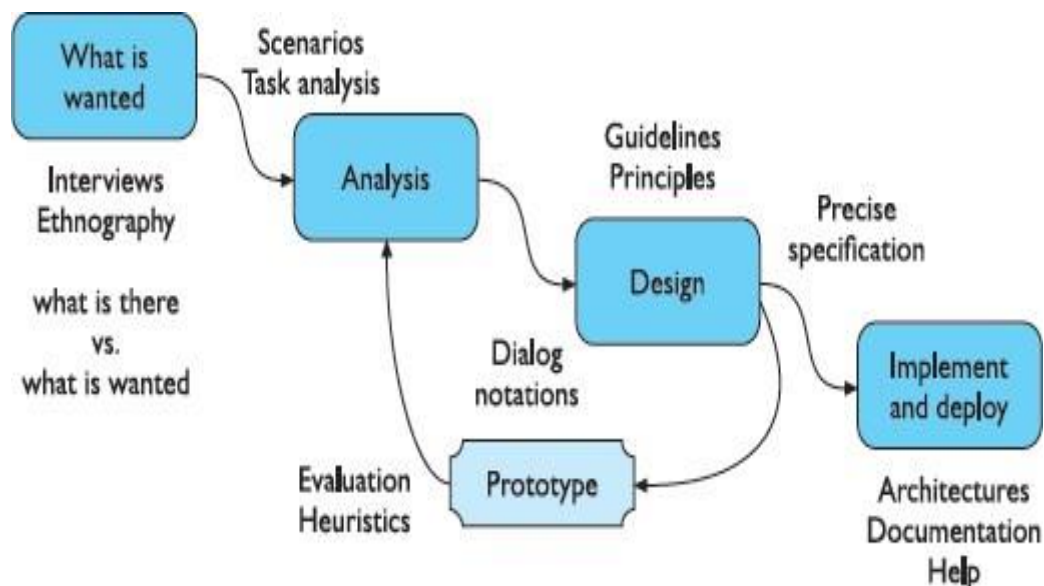 What is
wanted
Scenarios
Task analysis
Interviews
Ethnography
what is there
vs.
what is wanted
Analysis
Guidelines
Principles
Design
Precise
specification
Dialog
notations
Implement
and deploy
Evaluation
Heuristics
Prototype
Architectures
Documentation
Help